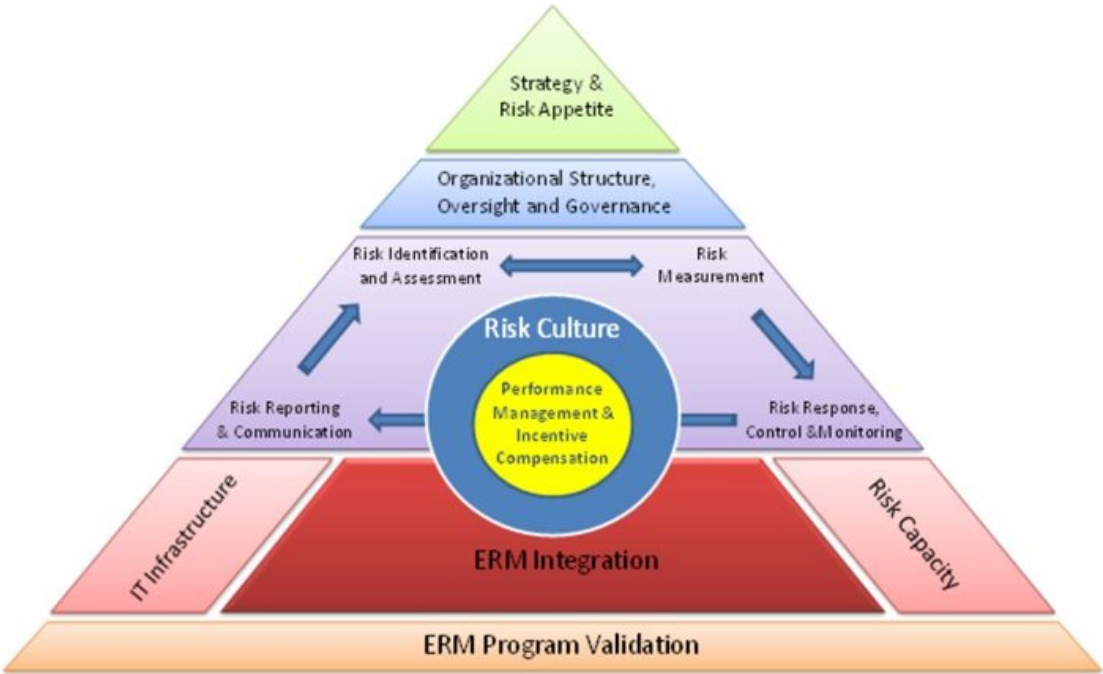 Strategy &
Risk Appetite
Organizational Structure,
Oversight and Governance
Risk Identification
and Assessment
Risk
Measurement
Risk Culture
Performance
Management &
Incentive
Compensation
Risk Reporting
& Communication
Risk Response,
Control &Monitoring
IT Infrastructure
ERM Integration
Risk Capacity
ERM Program Validation